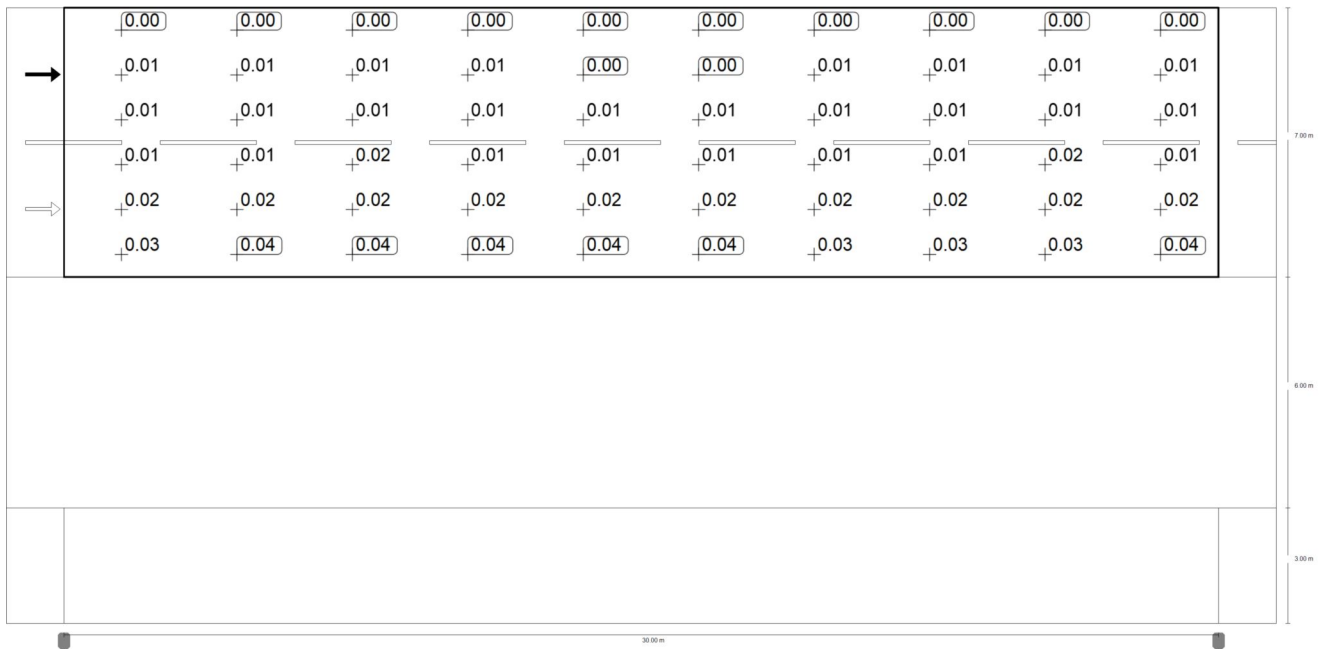 0.00 0.00 0.00 0.00 0.00 0.00 0.00 0.00 0.00 0.00
0.01 0.01 0.01 0.01 0.00 0.00 0.01 0.01 0.01 0.01
0.01 0.01 0.01 0.01 0.01 0.01 0.01 0.01 0.01 0.01
7.00 m
0.01 0.01 0.02 0.01 0.01 0.01 0.01 0.01 0.02 0.01
0.02 0.02 0.02 0.02 0.02 0.02 0.02 0.02 0.02 0.02
0.03 0.04 0.04 0.04 0.04 0.04 0.03 0.03 0.03 0.04
6.00 m
3.00 m
30.00 m